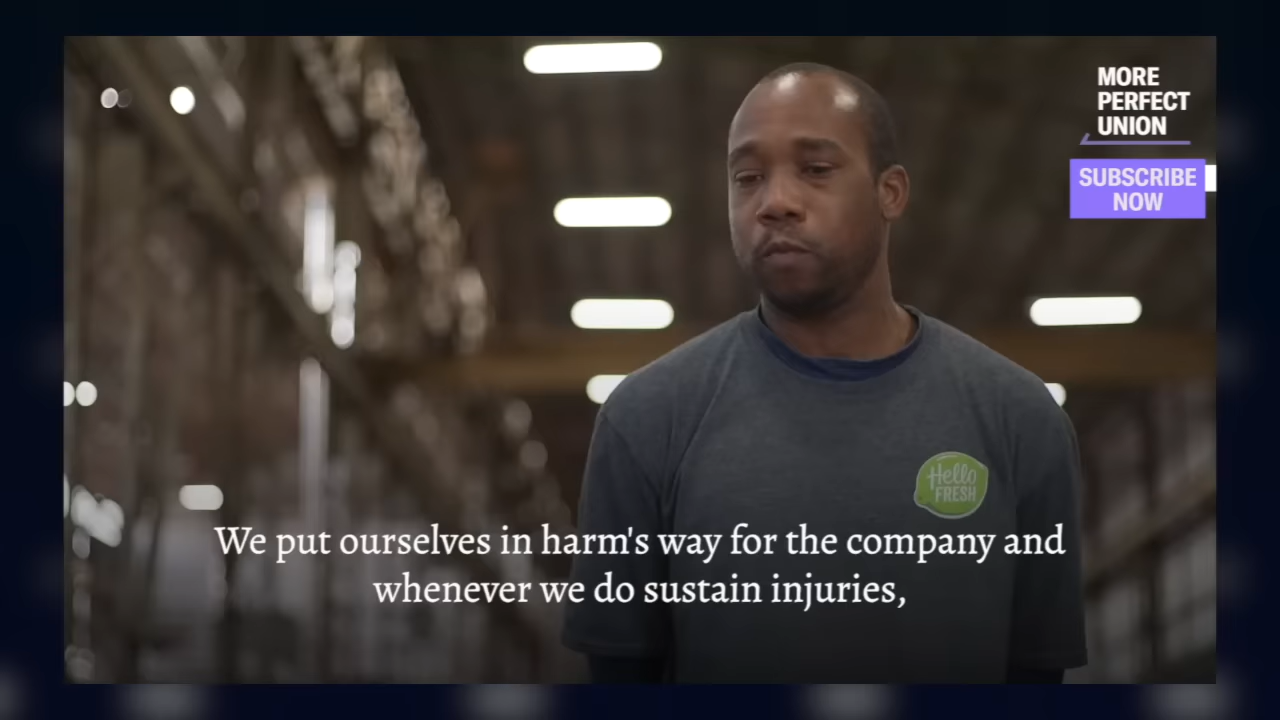 MORE
PERFECT
UNION
SUBSCRIBE
NOW
Hello
FRESH
We put ourselves in harm's way for the company and
whenever we do sustain injuries,